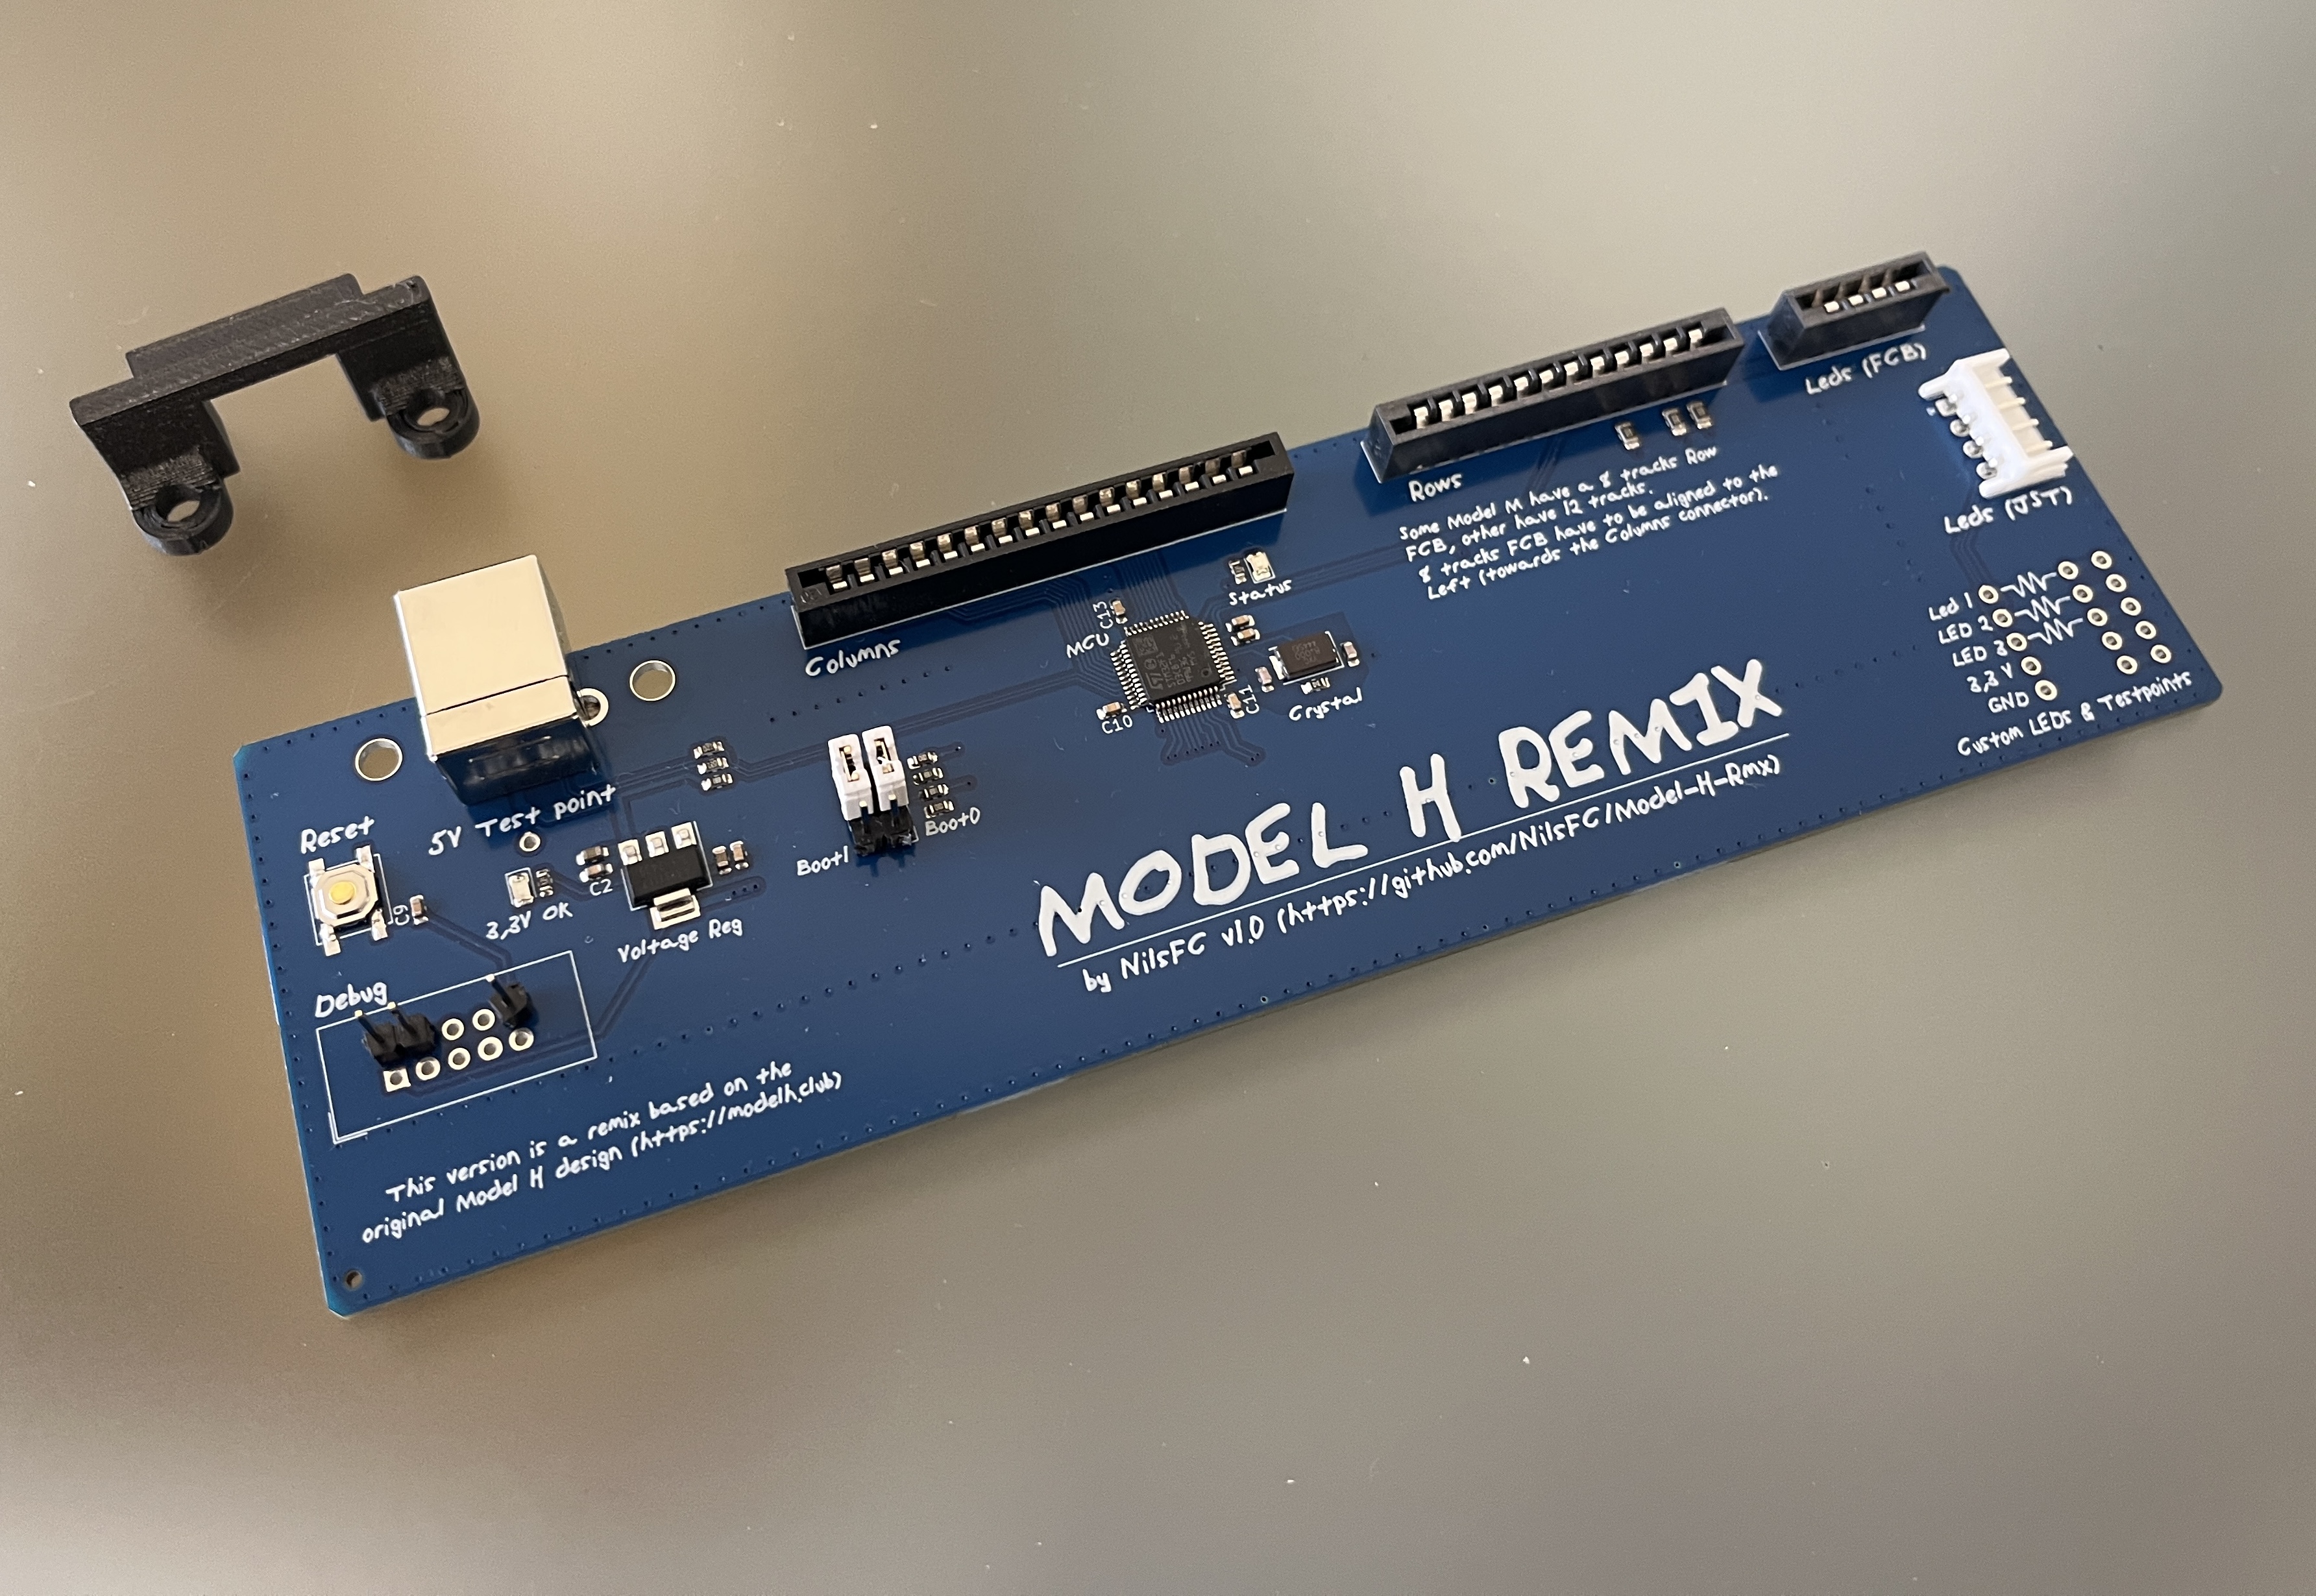 Leds (FCB)
Rows
Some Model M have a 8 tracks Row
FCB, other have 12 tracks.
8 tracks FCB have to be aligned to the
Left (towards the Columns connector).
Leds (JST)
Status
Columns
MCU
C13
C10
C11
Crystal
Led 1
LED 2
LED 3
3,3 V
GND
Custom LEDs & Testpoints
Reset
5V Test point
C9
3,3V OK
C2
Voltage Reg
Boot1
Boot0
MODEL H REMIX
by NilsFC v1.0 (https://github.com/NilsFC/Model-H-Rmx)
Debug
This version is a remix based on the
original Model H design (https://modelh.club)